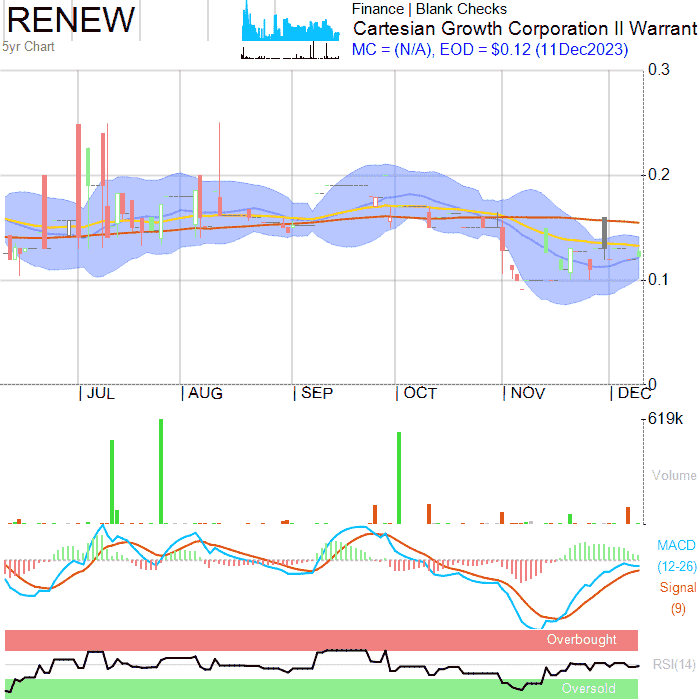 RENEW
5yr Chart
Finance | Blank Checks
Cartesian Growth Corporation II Warrant
MC = (N/A), EOD = $0.12 (11Dec2023)
0.3
0.2
0.1
0
JUL
AUG
SEP
OCT
NOV
DEC
619k
Volume
MACD
(12-26)
Signal
(9)
Overbought
RSI(14)
Oversold